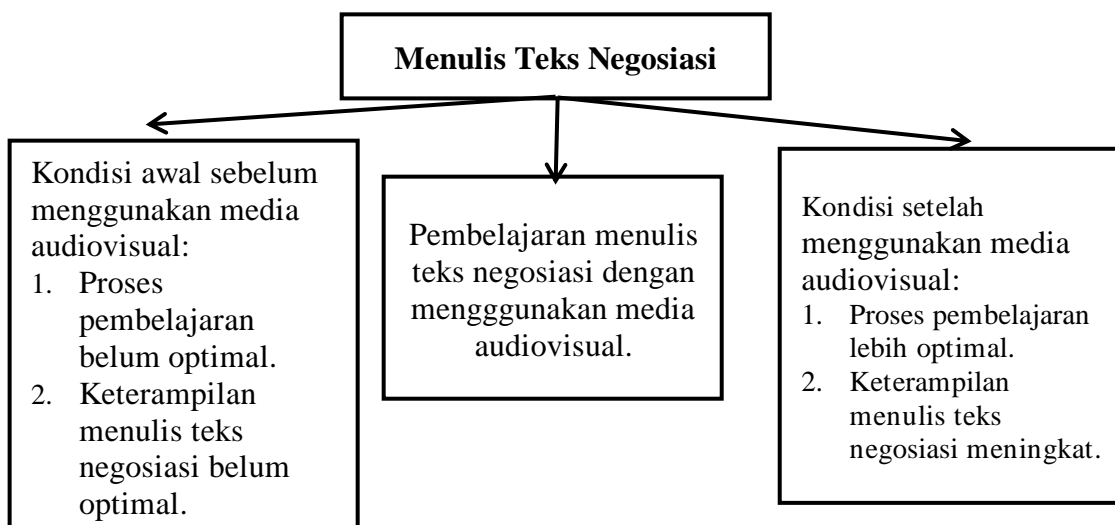 Menulis Teks Negosiasi
Kondisi awal sebelum
menggunakan media
audiovisual:
1. Proses
pembelajaran
belum optimal.
2. Keterampilan
menulis teks
negosiasi belum
optimal.
Pembelajaran menulis
teks negosiasi dengan
mengggunakan media
audiovisual.
Kondisi setelah
menggunakan media
audiovisual:
1. Proses pembelajaran
lebih optimal.
2. Keterampilan
menulis teks
negosiasi meningkat.